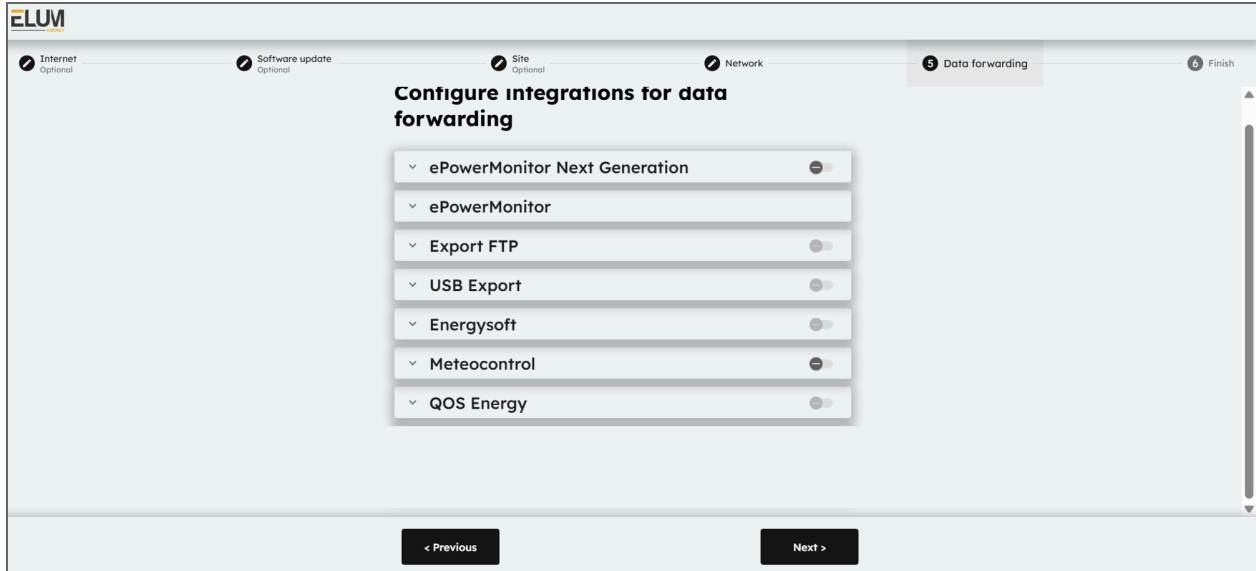 ELUM
ENERGY
Internet
Optional
Software update
Optional
Site
Optional
Network
5 Data forwarding
6 Finish
Configure integrations for data
forwarding
ePowerMonitor Next Generation
ePowerMonitor
Export FTP
USB Export
Energysoft
Meteocontrol
QOS Energy
< Previous
Next >